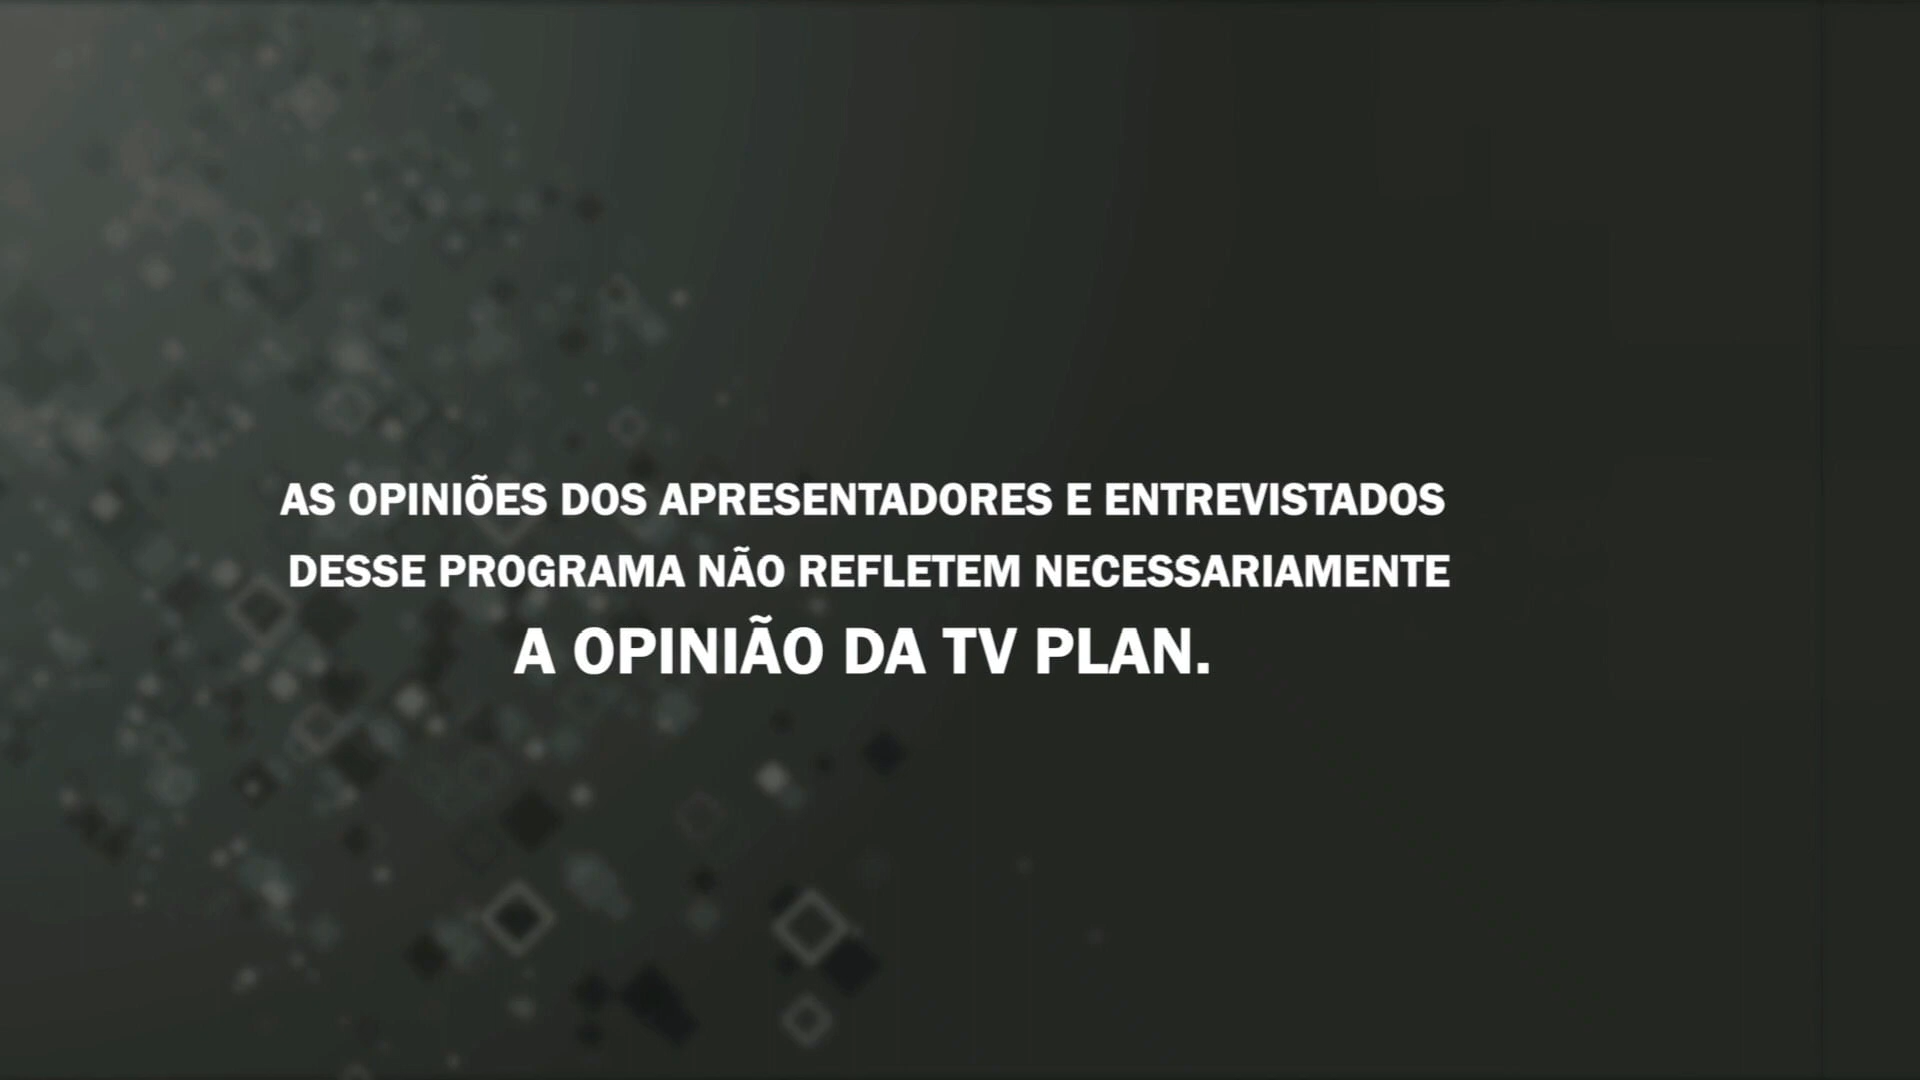 AS OPINIÕES DOS APRESENTADORES E ENTREVISTADOS
DESSE PROGRAMA NÃO REFLETEM NECESSARIAMENTE
A OPINIÃO DA TV PLAN.